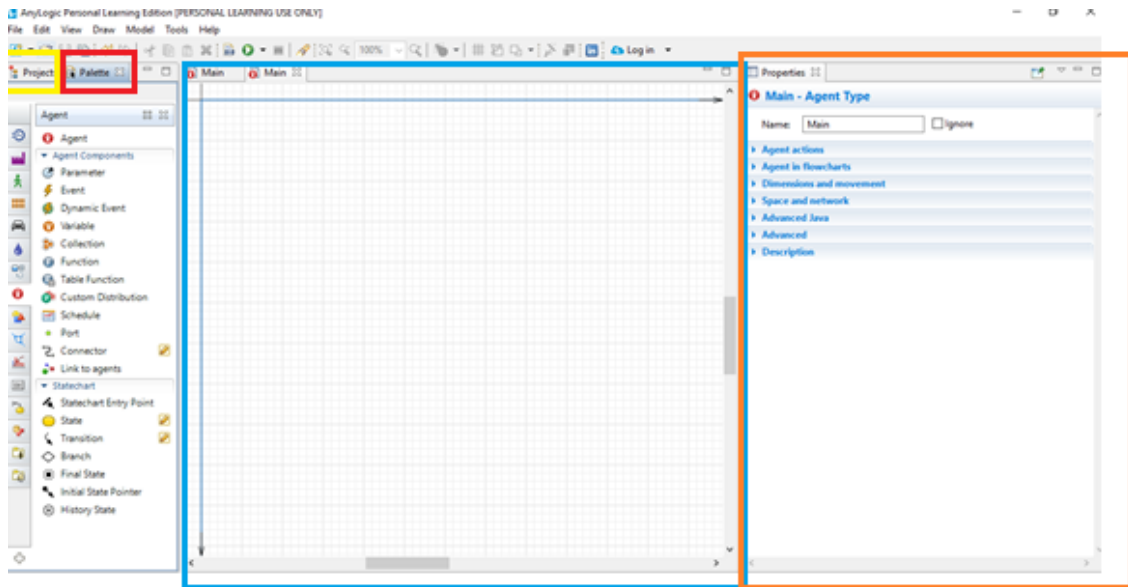 AnyLogic Personal Learning Edition [PERSONAL LEARNING USE ONLY]
File Edit View Draw Model Tools Help
100% Log in
Project Palette Main Main Properties
Main - Agent Type
Name: Main Ignore
Agent actions
Agent in flowcharts
Dimensions and movement
Space and network
Advanced Java
Advanced
Description
Agent
Agent
Agent Components
Parameter
Event
Dynamic Event
Variable
Collection
Function
Table Function
Custom Distribution
Schedule
Port
Connector
Link to agents
Statechart
Statechart Entry Point
State
Transition
Branch
Final State
Initial State Pointer
History State